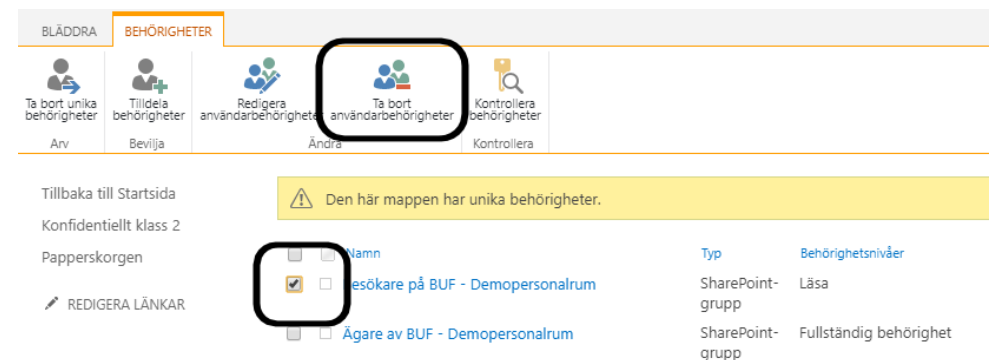 BLÄDDRA BEHÖRIGHETER
Ta bort unika behörigheter
Tilldela behörigheter
Redigera användarbehörigheter
Ta bort användarbehörigheter
Kontrollera behörigheter
Arv Bevilja Ändra Kontrollera
Tillbaka till Startsida
Konfidentiellt klass 2
Papperskorgen
REDIGERA LÄNKAR
Den här mappen har unika behörigheter.
Namn Typ Behörighetsnivåer
Besökare på BUF - Demopersonalrum SharePoint- Läsa
grupp
Ägare av BUF - Demopersonalrum SharePoint- Fullständig behörighet
grupp